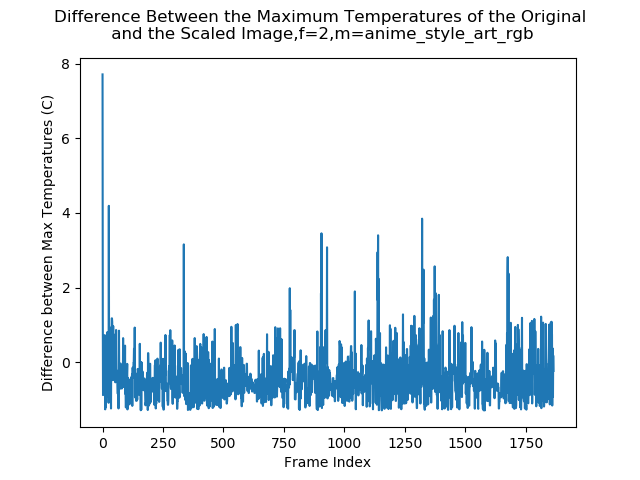 Difference Between the Maximum Temperatures of the Original
and the Scaled Image,f=2,m=anime_style_art_rgb
Difference between Max Temperatures (C)
8
6
4
2
0
0 250 500 750 1000 1250 1500 1750
Frame Index